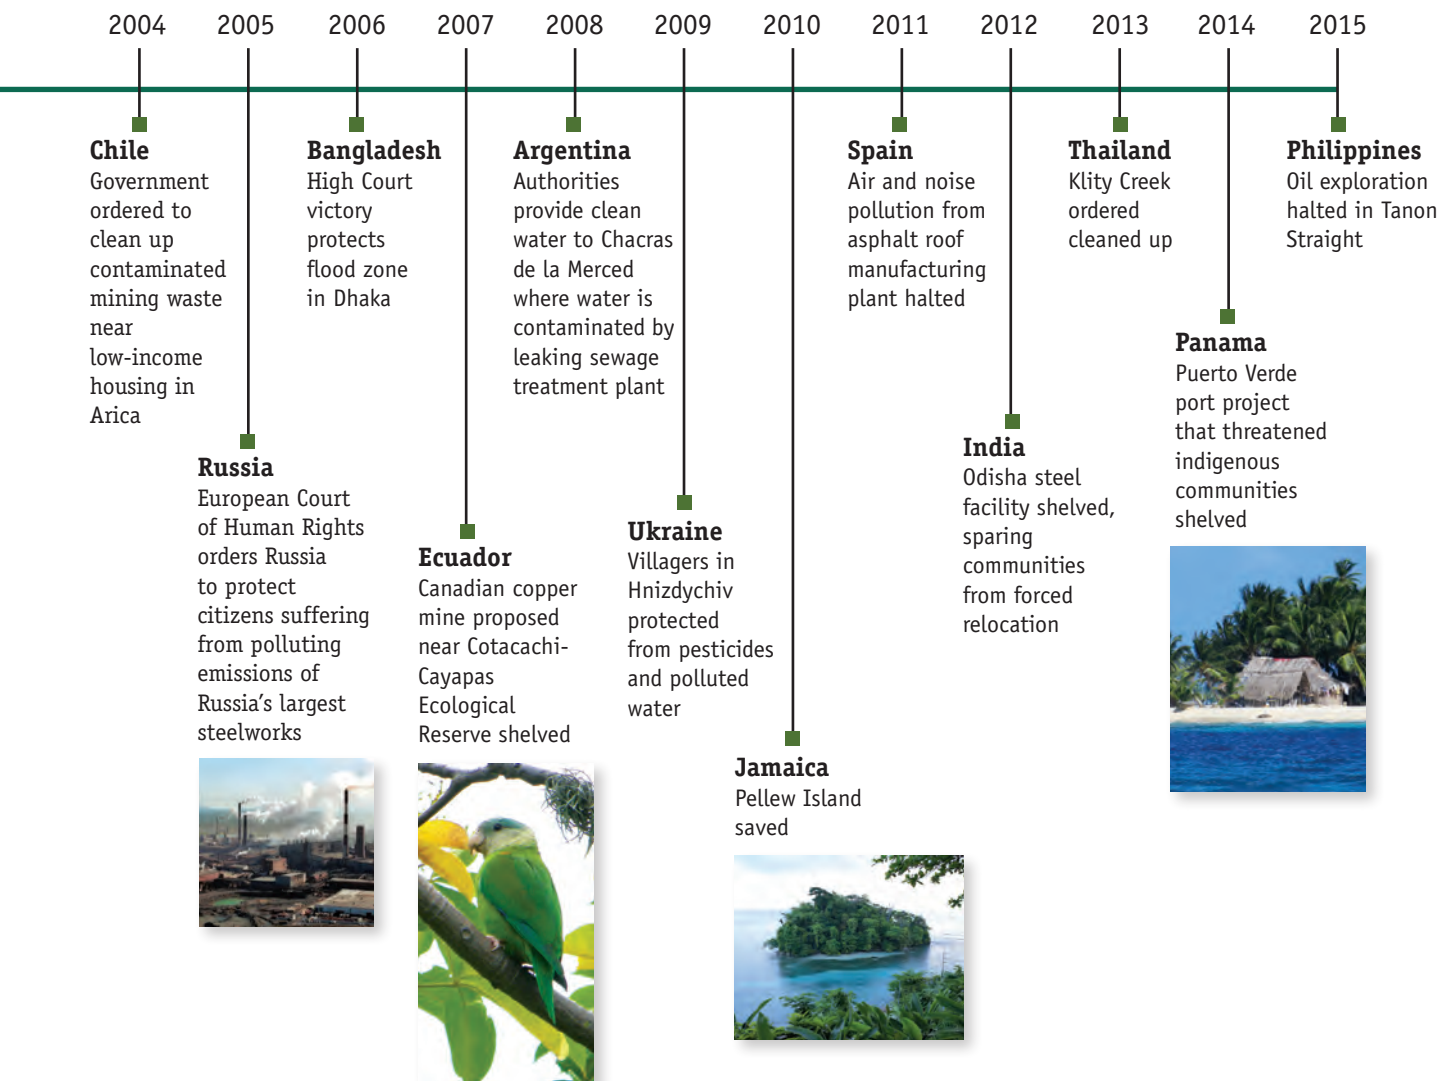 2004 2005 2006 2007 2008 2009 2010 2011 2012 2013 2014 2015
Chile
Government
ordered to
clean up
contaminated
mining waste
near
low-income
housing in
Arica
Russia
European Court
of Human Rights
orders Russia
to protect
citizens suffering
from polluting
emissions of
Russia's largest
steelworks
Bangladesh
High Court
victory
protects
flood zone
in Dhaka
Ecuador
Canadian copper
mine proposed
near Cotacachi-
Cayapas
Ecological
Reserve shelved
Argentina
Authorities
provide clean
water to Chacras
de la Merced
where water is
contaminated by
leaking sewage
treatment plant
Ukraine
Villagers in
Hnizdychiv
protected
from pesticides
and polluted
water
Jamaica
Pellew Island
saved
Spain
Air and noise
pollution from
asphalt roof
manufacturing
plant halted
India
Odisha steel
facility shelved,
sparing
communities
from forced
relocation
Thailand
Klity Creek
ordered
cleaned up
Panama
Puerto Verde
port project
that threatened
indigenous
communities
shelved
Philippines
Oil exploration
halted in Tanon
Straight